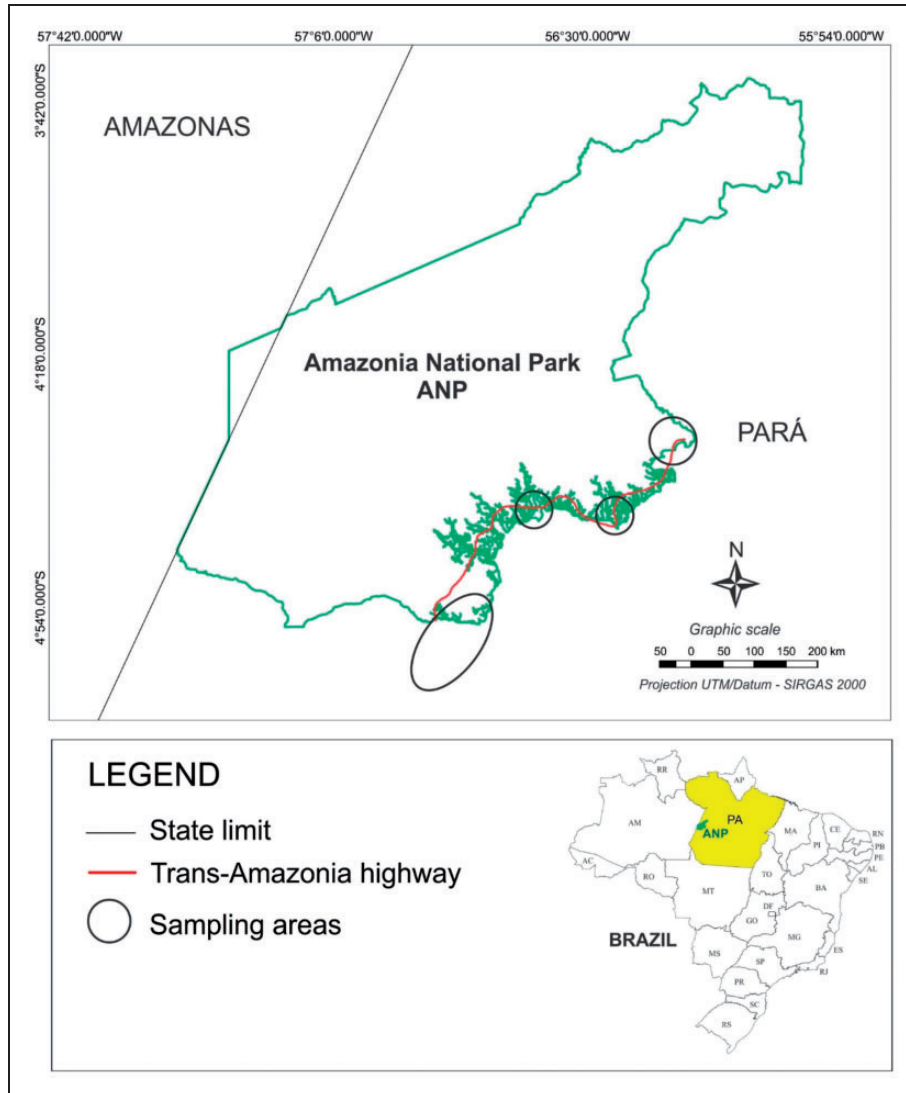 57°42'0.000"W
57°6'0.000"W
56°30'0.000"W
55°54'0.000"W
3°42'0.000"S
AMAZONAS
4°18'0.000"S
Amazonia National Park
ANP
PARÁ
4°54'0.000"S
N
Graphic scale
50 0 50 100 150 200 km
Projection UTM/Datum - SIRGAS 2000
LEGEND
State limit
Trans-Amazonia highway
Sampling areas
RR
AP
AM
PA
ANP
MA
CE
RN
PB
PE
AL
SE
PI
AC
RO
TO
MT
BA
DF
GO
BRAZIL
MG
ES
MS
SP
RJ
PR
SC
RS